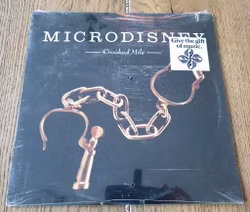 MICRODISNEY
Crooked Mile
Give the gift
of music.